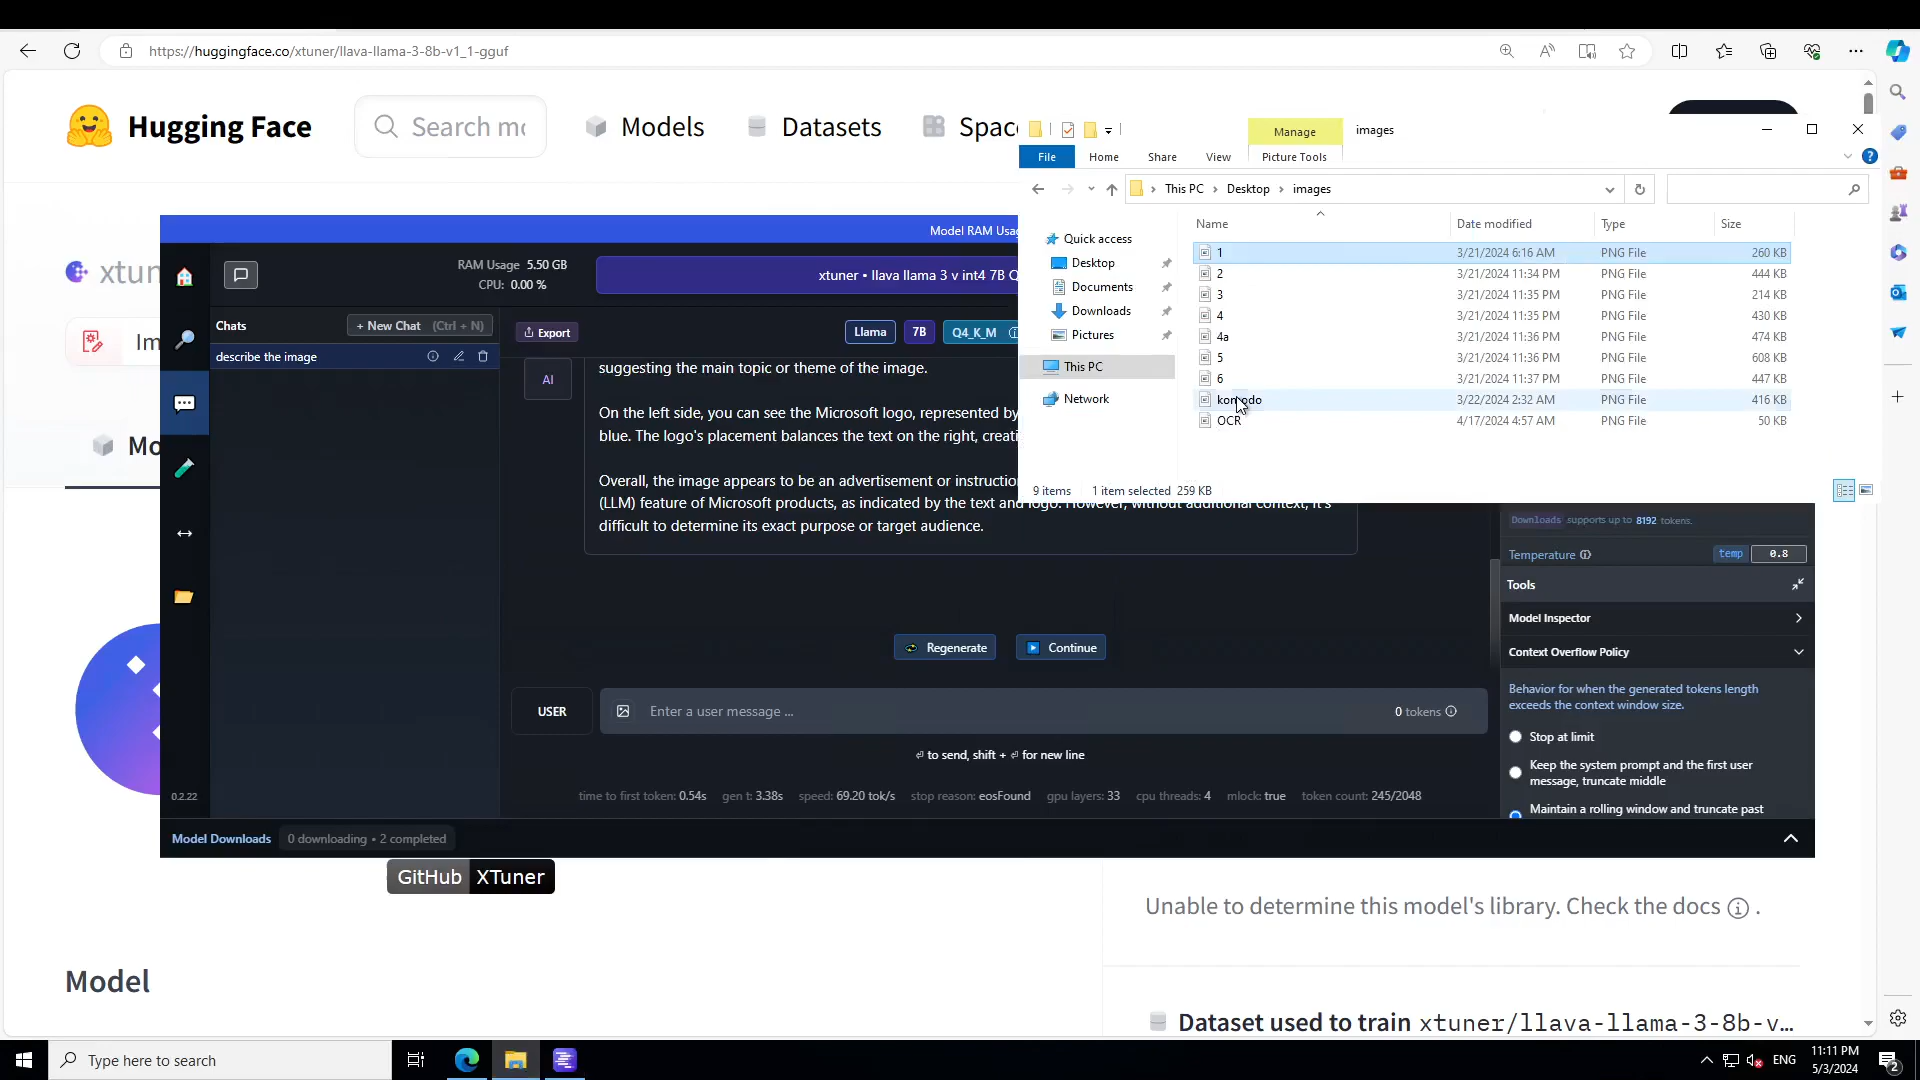 https://huggingface.co/xtuner/llava-llama-3-8b-v1_1-gguf
Hugging Face
Search mo
Models
Datasets
Spac
xtun
Im
Mo
Manage
images
File
Home
Share
View
Picture Tools
This PC > Desktop > images
Name
Date modified
Type
Size
Quick access
Desktop
Documents
Downloads
Pictures
This PC
Network
1 3/21/2024 6:16 AM PNG File 260 KB
2 3/21/2024 11:34 PM PNG File 444 KB
3 3/21/2024 11:35 PM PNG File 214 KB
4 3/21/2024 11:35 PM PNG File 430 KB
4a 3/21/2024 11:36 PM PNG File 474 KB
5 3/21/2024 11:36 PM PNG File 608 KB
6 3/21/2024 11:37 PM PNG File 447 KB
komodo 3/22/2024 2:32 AM PNG File 416 KB
OCR 4/17/2024 4:57 AM PNG File 50 KB
9 items 1 item selected 259 KB
Model RAM Usag
RAM Usage 5.50 GB
CPU: 0.00 %
xtuner • llava llama 3 v int4 7B Q
Chats
+ New Chat (Ctrl + N)
Export
Llama
7B
Q4_K_M
describe the image
AI
suggesting the main topic or theme of the image.
On the left side, you can see the Microsoft logo, represented by
blue. The logo's placement balances the text on the right, creati
Overall, the image appears to be an advertisement or instructio
(LLM) feature of Microsoft products, as indicated by the text and logo. However, without additional context, it's
difficult to determine its exact purpose or target audience.
Regenerate
Continue
USER
Enter a user message ...
0 tokens
to send, shift + for new line
time to first token: 0.54s gen t: 3.38s speed: 69.20 tok/s stop reason: eosFound gpu layers: 33 cpu threads: 4 mlock: true token count: 245/2048
0.2.22
Downloads supports up to 8192 tokens.
Temperature
temp
0.8
Tools
Model Inspector
Context Overflow Policy
Behavior for when the generated tokens length
exceeds the context window size.
Stop at limit
Keep the system prompt and the first user
message, truncate middle
Maintain a rolling window and truncate past
Model Downloads
0 downloading • 2 completed
GitHub XTuner
Unable to determine this model's library. Check the docs .
Model
Dataset used to train xtuner/llava-llama-3-8b-v...
Type here to search
ENG
11:11 PM
5/3/2024
2